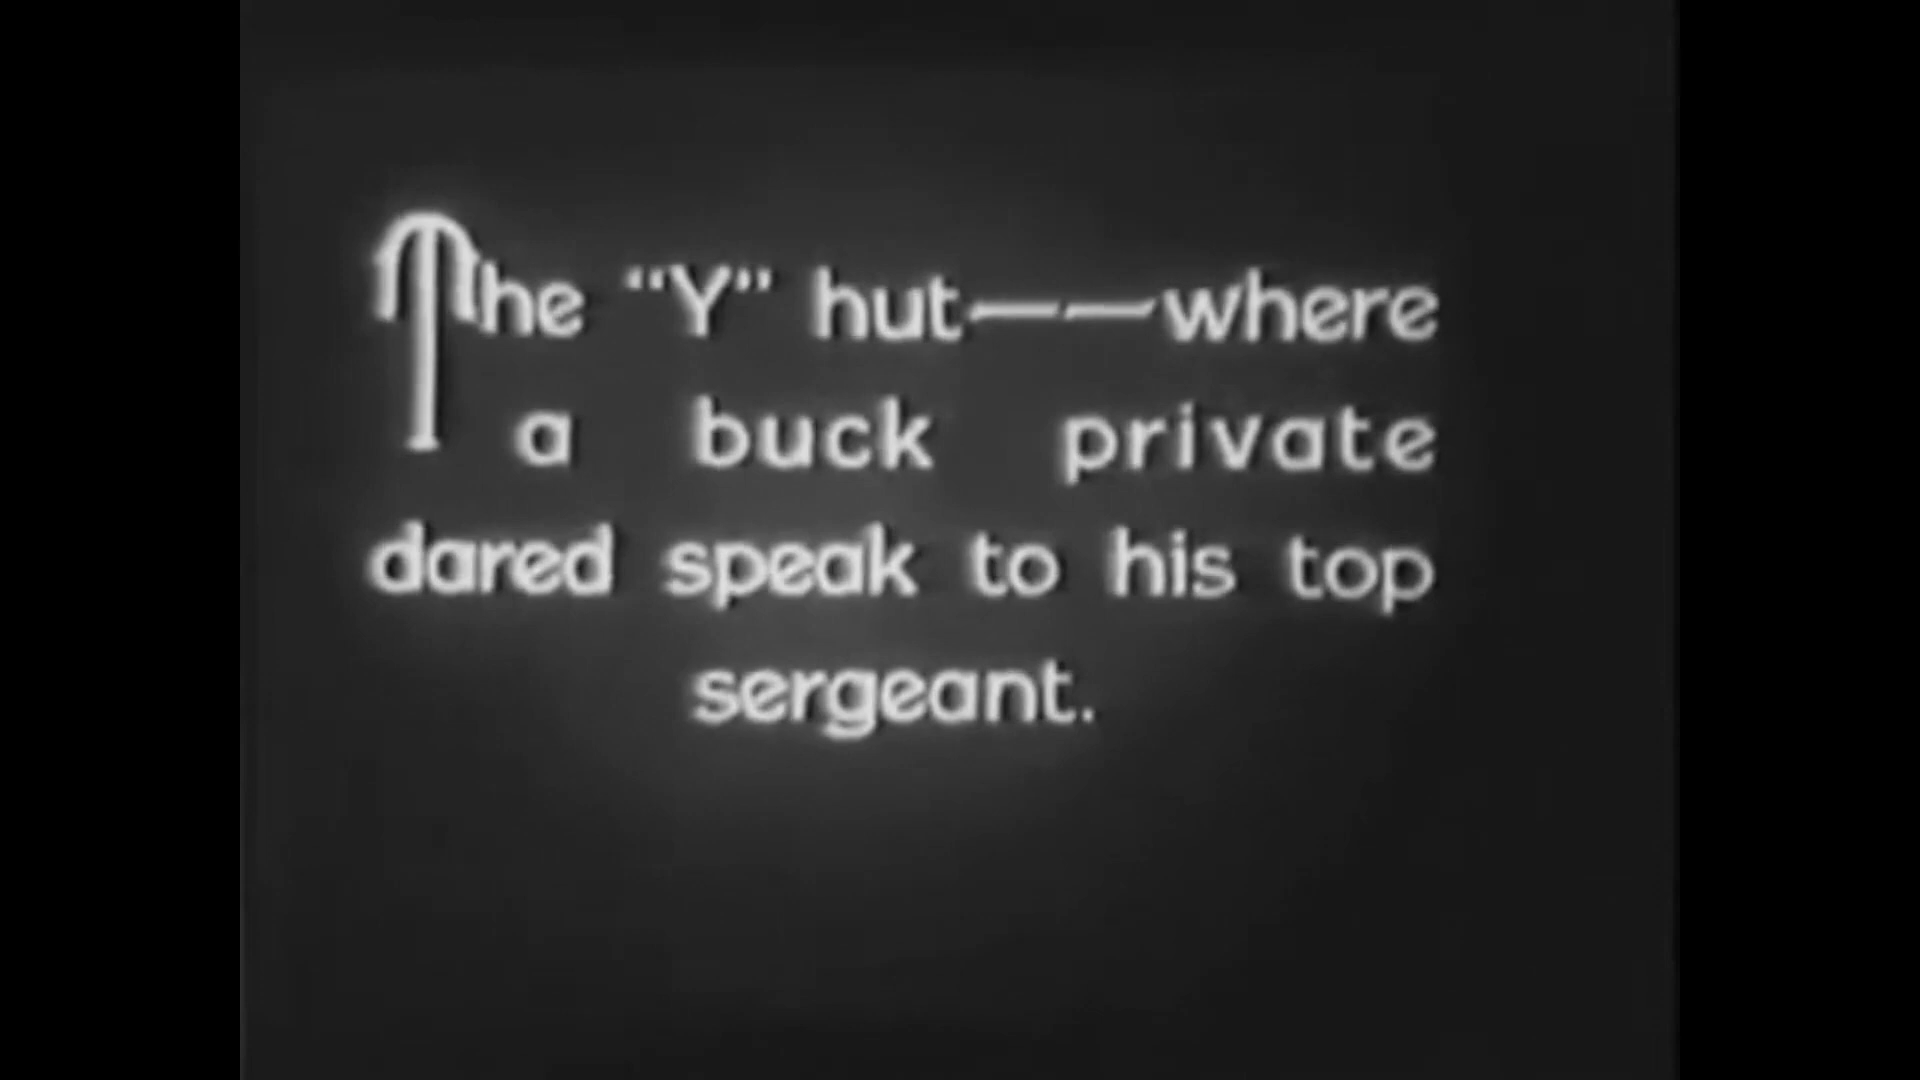 The “Y” hut——where
a buck private
dared speak to his top
sergeant.